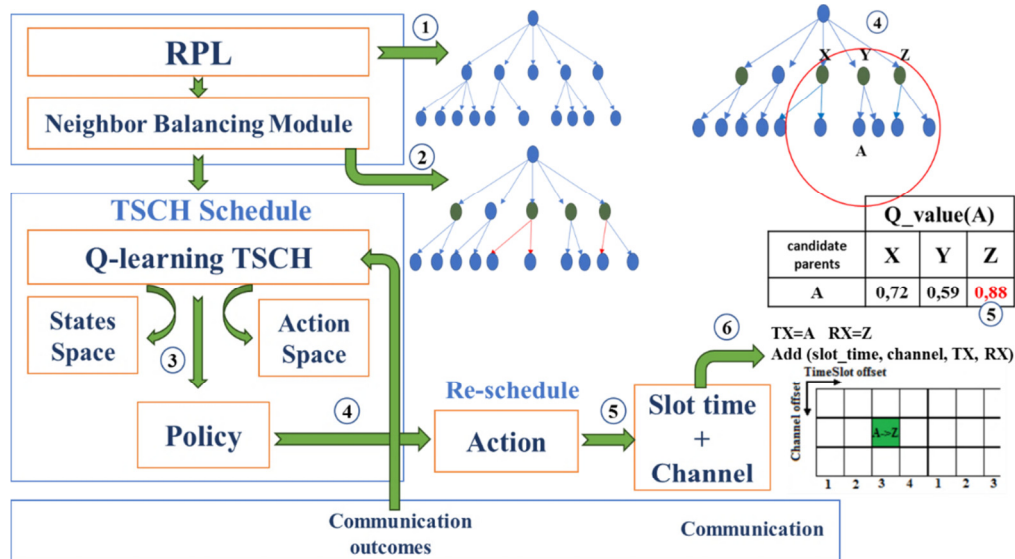 RPL
Neighbor Balancing Module
1
2
TSCH Schedule
Q-learning TSCH
States
Space
3
Action
Space
Policy
4
Re-schedule
Action
5
Slot time
+
Channel
6
Communication
outcomes
Communication
4
X Y Z
A
Q_value(A)
candidate
parents
X Y Z
A 0,72 0,59 0,88
5
TX=A RX=Z
Add (slot_time, channel, TX, RX)
TimeSlot offset
Channel offset
A->Z
1 2 3 4 1 2 3